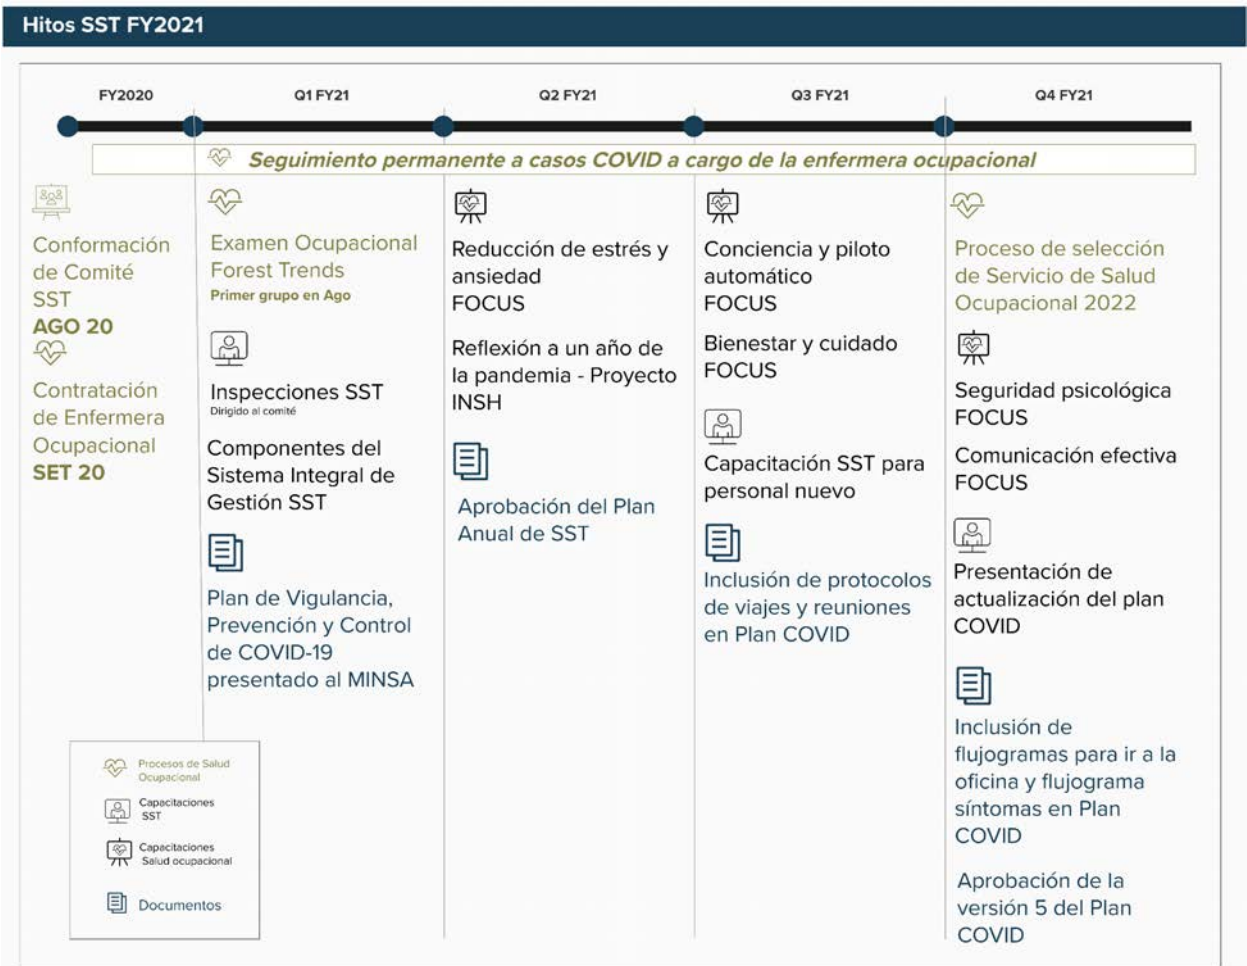 Hitos SST FY2021
FY2020
Q1 FY21
Q2 FY21
Q3 FY21
Q4 FY21
Seguimiento permanente a casos COVID a cargo de la enfermera ocupacional
Conformación
de Comité
SST
AGO 20
Contratación
de Enfermera
Ocupacional
SET 20
Examen Ocupacional
Forest Trends
Primer grupo en Ago
Inspecciones SST
Dirigido al comité
Componentes del
Sistema Integral de
Gestión SST
Plan de Vigulancia,
Prevención y Control
de COVID-19
presentado al MINSA
Reducción de estrés y
ansiedad
FOCUS
Reflexión a un año de
la pandemia - Proyecto
INSH
Aprobación del Plan
Anual de SST
Conciencia y piloto
automático
FOCUS
Bienestar y cuidado
FOCUS
Capacitación SST para
personal nuevo
Inclusión de protocolos
de viajes y reuniones
en Plan COVID
Proceso de selección
de Servicio de Salud
Ocupacional 2022
Seguridad psicológica
FOCUS
Comunicación efectiva
FOCUS
Presentación de
actualización del plan
COVID
Inclusión de
flujogramas para ir a la
oficina y flujograma
síntomas en Plan
COVID
Aprobación de la
versión 5 del Plan
COVID
Procesos de Salud
Ocupacional
Capacitaciones
SST
Capacitaciones
Salud ocupacional
Documentos